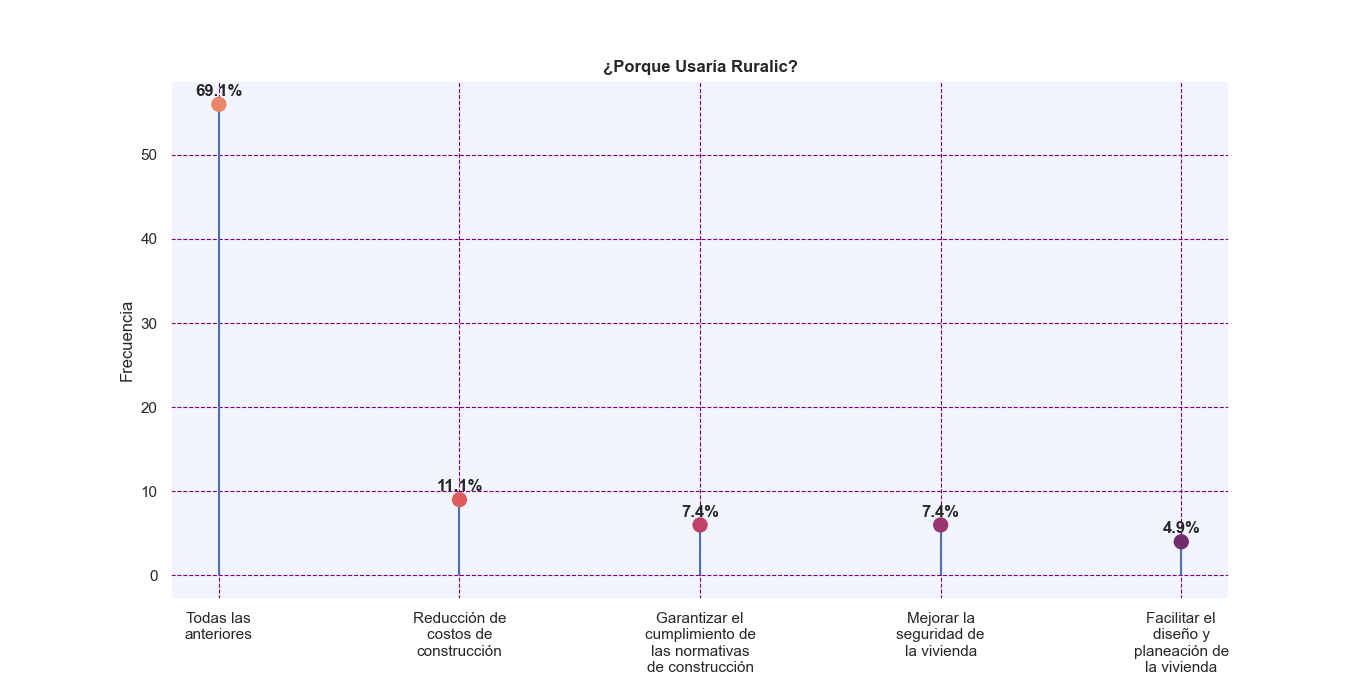 ¿Porque Usaría Ruralic?
69.1%
50
40
30
20
10
0
Frecuencia
11.1%
7.4%
7.4%
4.9%
Todas las
anteriores
Reducción de
costos de
construcción
Garantizar el
cumplimiento de
las normativas
de construcción
Mejorar la
seguridad de
la vivienda
Facilitar el
diseño y
planeación de
la vivienda